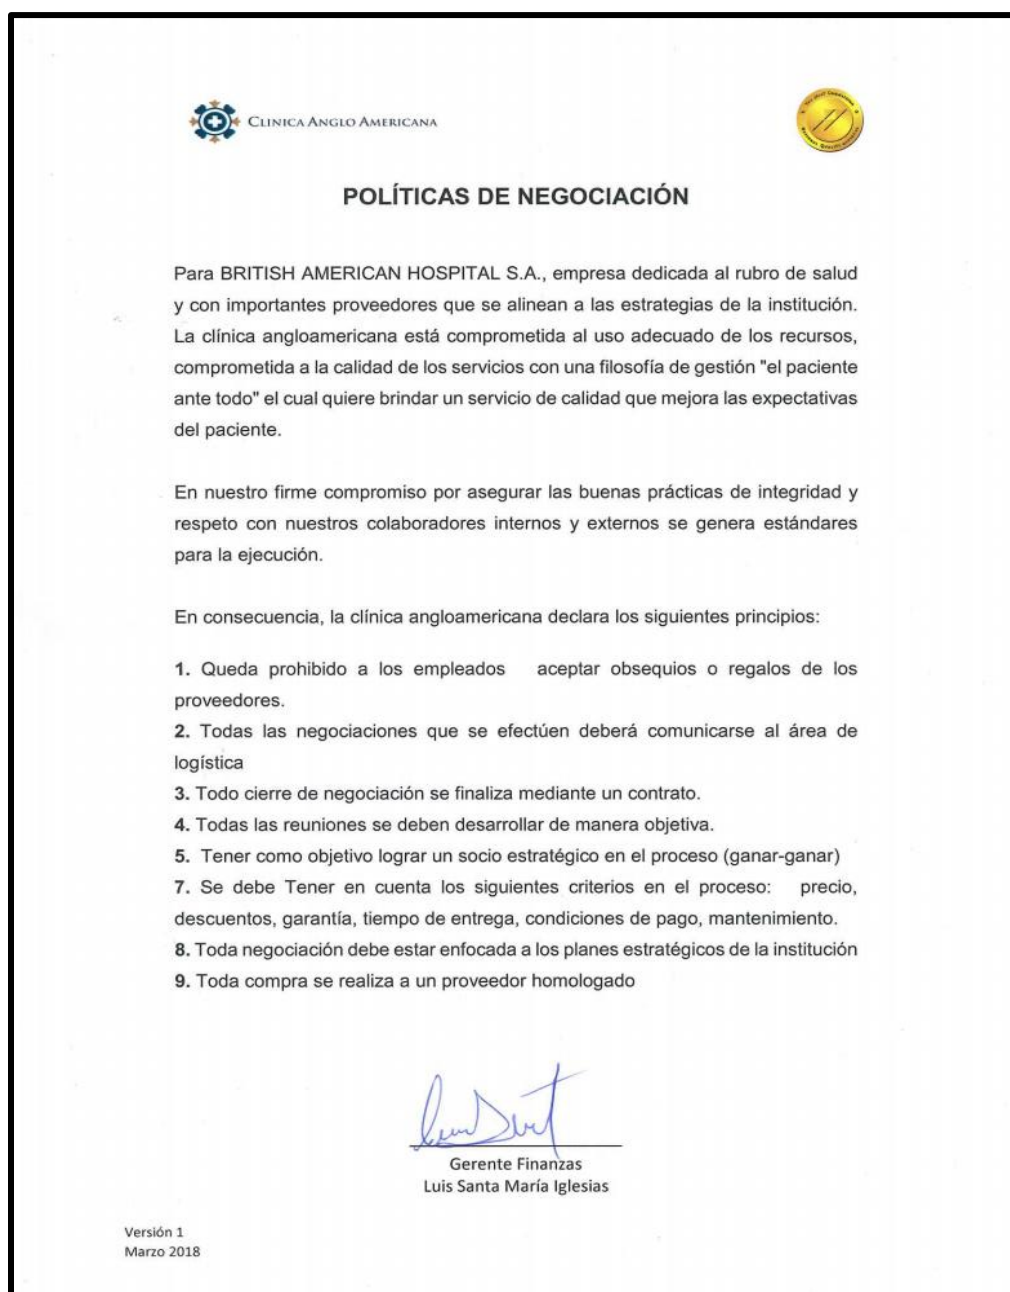 CLINICA ANGLO AMERICANA
POLÍTICAS DE NEGOCIACIÓN
Para BRITISH AMERICAN HOSPITAL S.A., empresa dedicada al rubro de salud
y con importantes proveedores que se alinean a las estrategias de la institución.
La clínica angloamericana está comprometida al uso adecuado de los recursos,
comprometida a la calidad de los servicios con una filosofía de gestión "el paciente
ante todo" el cual quiere brindar un servicio de calidad que mejora las expectativas
del paciente.
En nuestro firme compromiso por asegurar las buenas prácticas de integridad y
respeto con nuestros colaboradores internos y externos se genera estándares
para la ejecución.
En consecuencia, la clínica angloamericana declara los siguientes principios:
1. Queda prohibido a los empleados aceptar obsequios o regalos de los
proveedores.
2. Todas las negociaciones que se efectúen deberá comunicarse al área de
logística
3. Todo cierre de negociación se finaliza mediante un contrato.
4. Todas las reuniones se deben desarrollar de manera objetiva.
5. Tener como objetivo lograr un socio estratégico en el proceso (ganar-ganar)
7. Se debe Tener en cuenta los siguientes criterios en el proceso: precio,
descuentos, garantía, tiempo de entrega, condiciones de pago, mantenimiento.
8. Toda negociación debe estar enfocada a los planes estratégicos de la institución
9. Toda compra se realiza a un proveedor homologado
Gerente Finanzas
Luis Santa María Iglesias
Versión 1
Marzo 2018